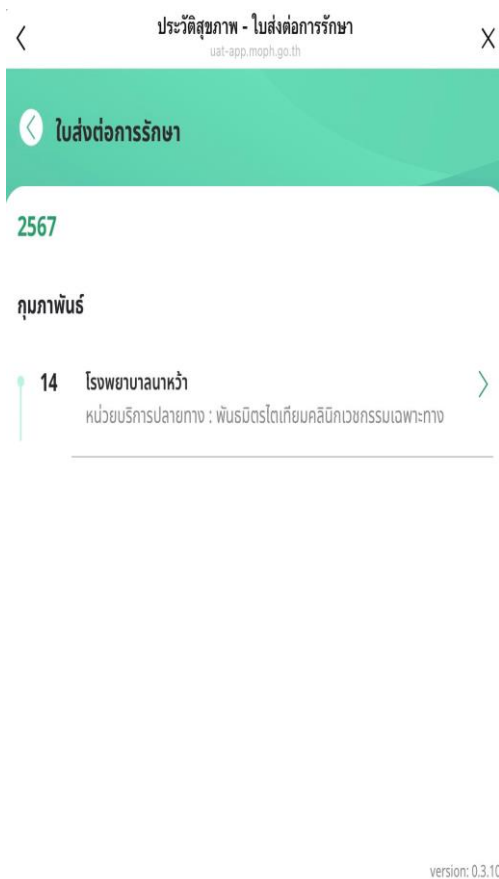 ประวัติสุขภาพ - ใบส่งต่อการรักษา
uat-app.moph.go.th
ใบส่งต่อการรักษา
2567
กุมภาพันธ์
14 โรงพยาบาลนาหว้า
หน่วยบริการปลายทาง : พันธมิตรไตเทียมคลินิกเวชกรรมเฉพาะทาง
version: 0.3.10